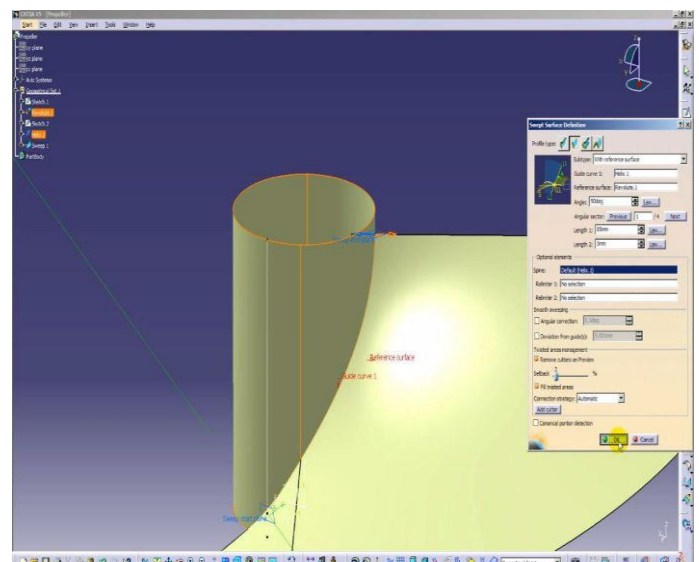 CATIA V5 - [Propeller]
Start File Edit View Insert Tools Window Help
Propeller
xy plane
yz plane
zx plane
Axis Systems
Geometrical Set.1
Sketch.1
Revolute.1
Sketch.2
Helix.1
Sweep.1
PartBody
Swept Surface Definition
Profile type:
Subtype: With reference surface
Guide curve 1: Helix.1
Reference surface: Revolute.1
Angle: 90deg Law...
Angular sector: Previous 1 /4 Next
Length 1: Law...
Length 2: Law...
Optional elements
Spine: Default (Helix.1)
Relimiter 1: No selection
Relimiter 2: No selection
Smooth sweeping
Angular correction:
Deviation from guide(s):
Twisted areas management
Remove cutters on Preview
Setback %
Fill twisted areas
Connection strategy: Automatic
Add cutter
Canonical portion detection
OK Cancel
Reference surface
Guide curve 1